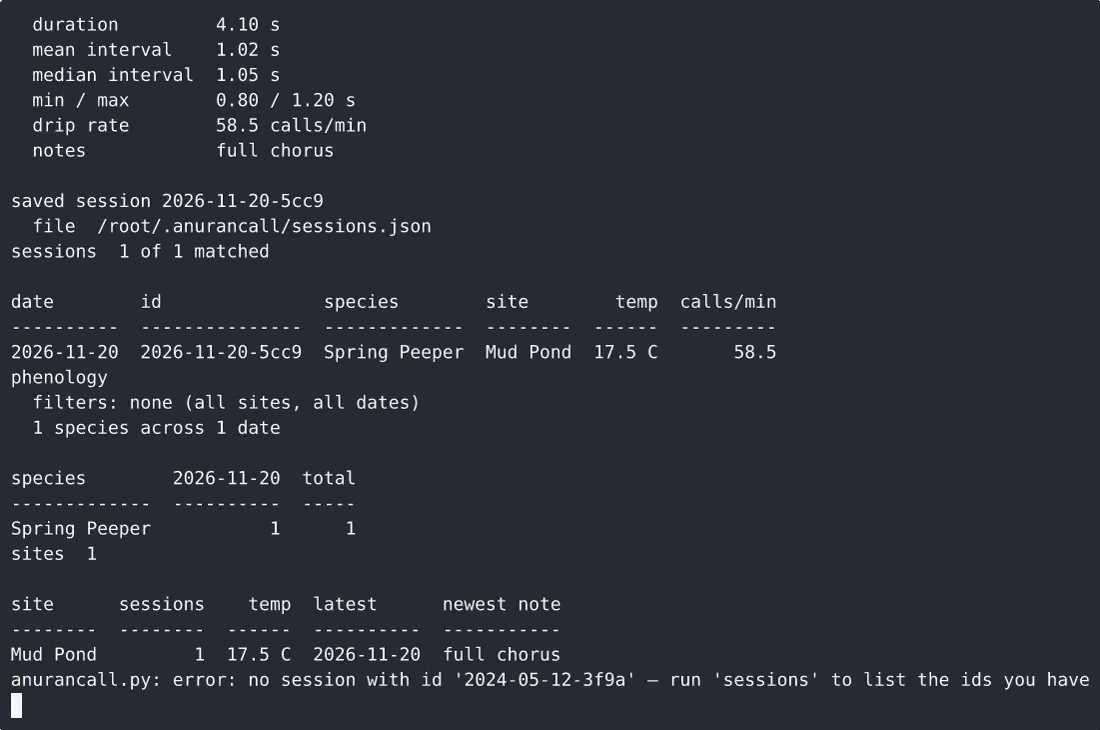 duration         4.10 s
  mean interval    1.02 s
  median interval  1.05 s
  min / max        0.80 / 1.20 s
  drip rate        58.5 calls/min
  notes            full chorus

saved session 2026-11-20-5cc9
  file  /root/.anurancall/sessions.json
sessions  1 of 1 matched

date        id               species        site        temp  calls/min
----------  ---------------  -------------  --------  ------  ---------
2026-11-20  2026-11-20-5cc9  Spring Peeper  Mud Pond  17.5 C       58.5
phenology
  filters: none (all sites, all dates)
  1 species across 1 date

species        2026-11-20  total
-------------  ----------  -----
Spring Peeper           1      1
sites  1

site      sessions    temp  latest      newest note
--------  --------  ------  ----------  -----------
Mud Pond         1  17.5 C  2026-11-20  full chorus
anurancall.py: error: no session with id '2024-05-12-3f9a' — run 'sessions' to list the ids you have